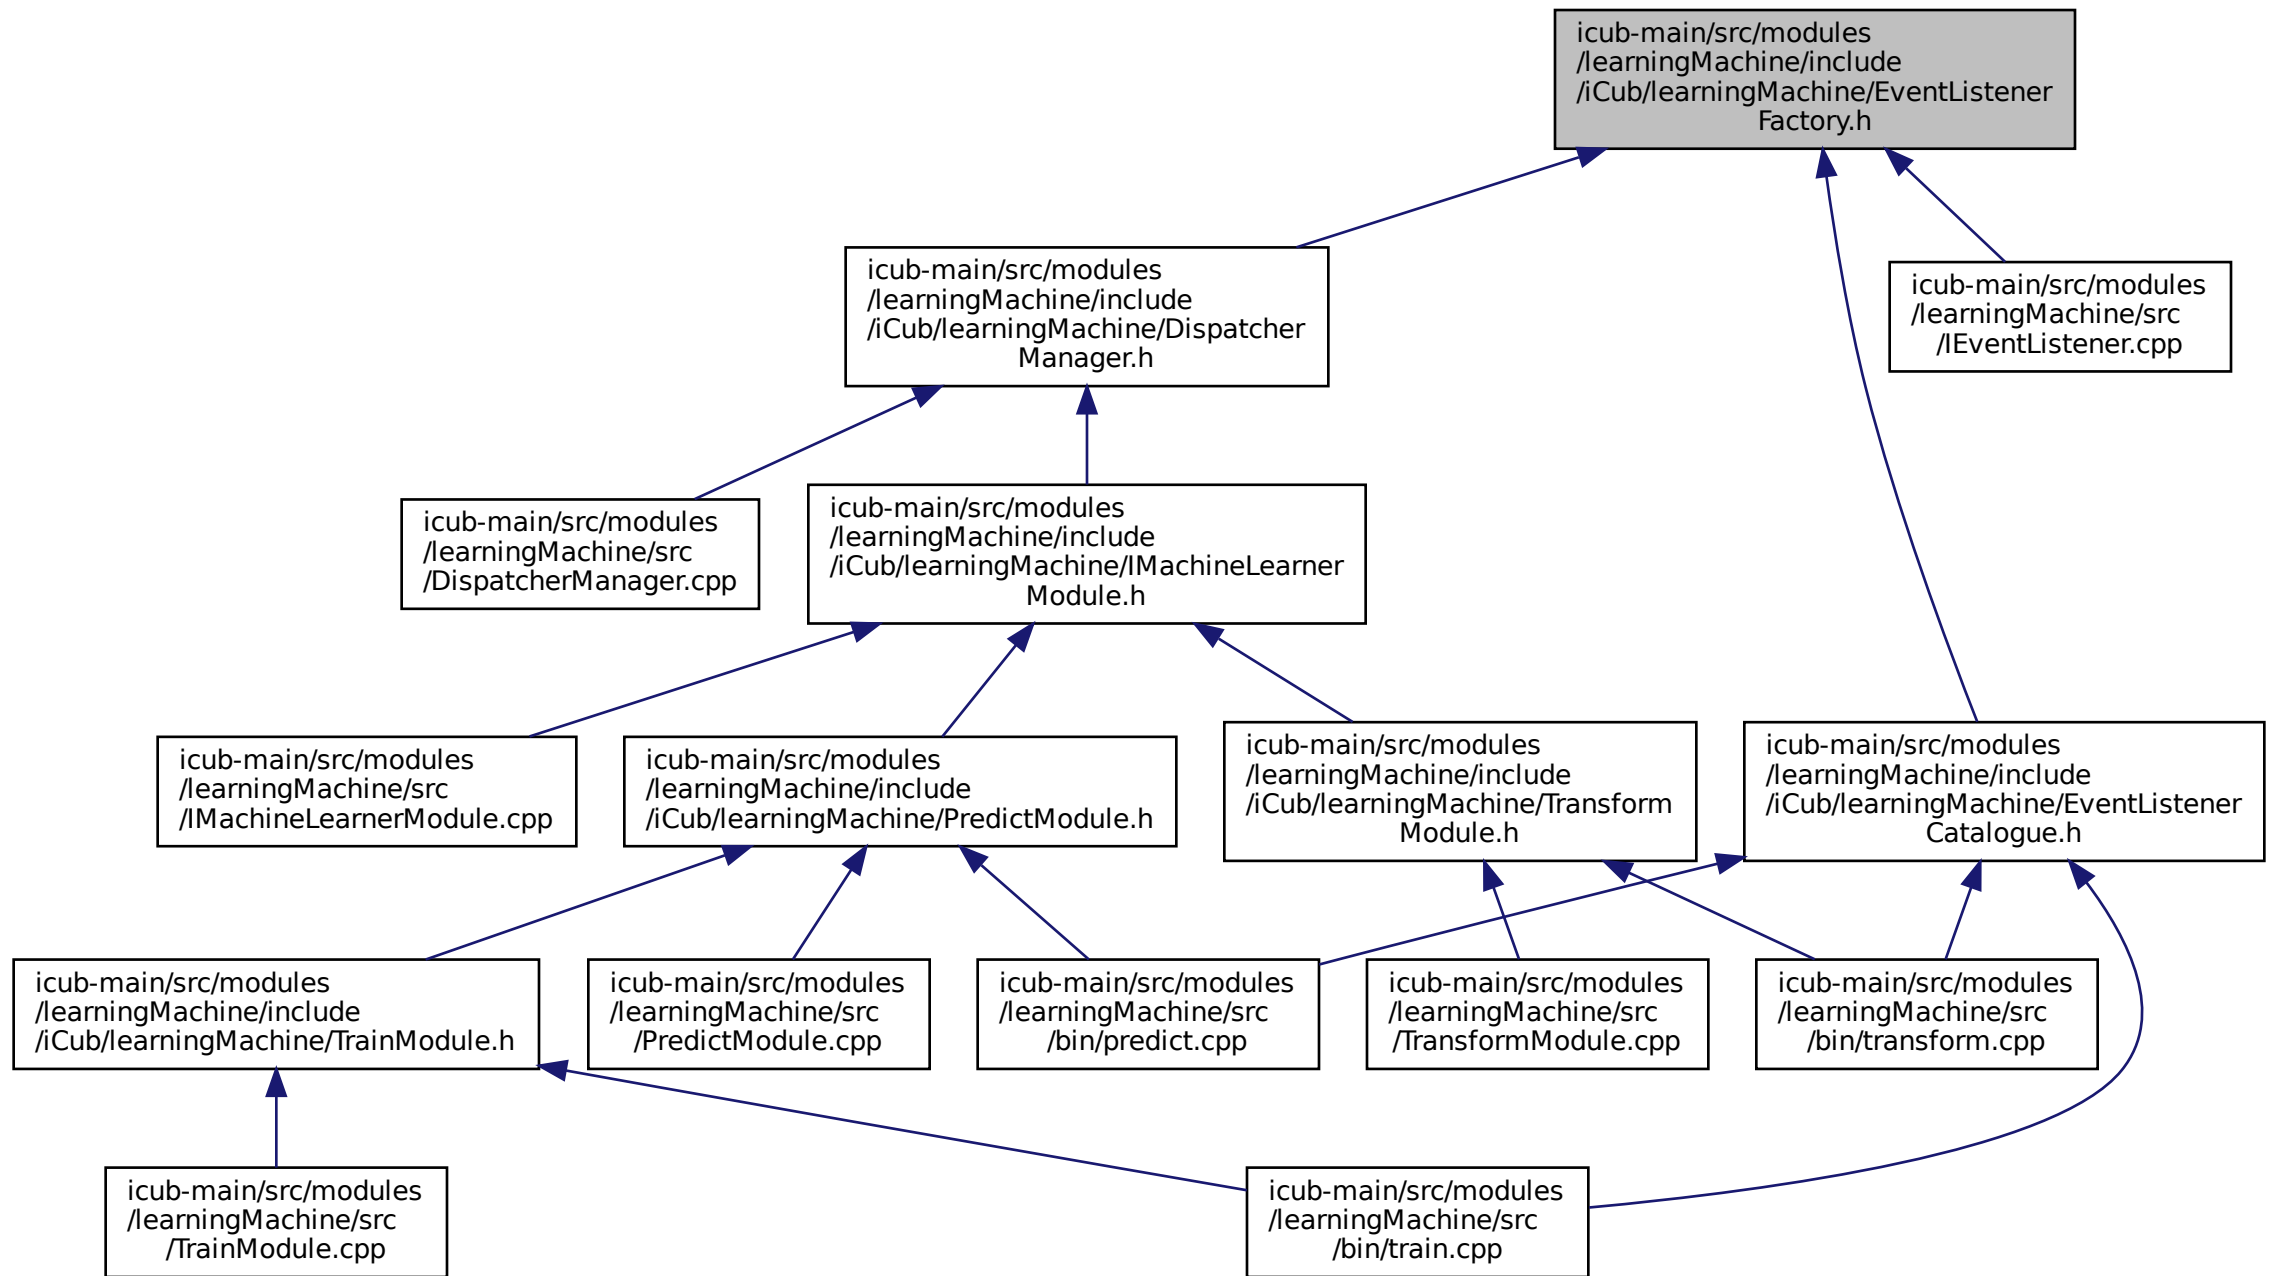 icub-main/src/modules
/learningMachine/include
/iCub/learningMachine/EventListener
Factory.h
icub-main/src/modules
/learningMachine/include
/iCub/learningMachine/Dispatcher
Manager.h
icub-main/src/modules
/learningMachine/src
/IEventListener.cpp
icub-main/src/modules
/learningMachine/src
/DispatcherManager.cpp
icub-main/src/modules
/learningMachine/include
/iCub/learningMachine/IMachineLearner
Module.h
icub-main/src/modules
/learningMachine/src
/IMachineLearnerModule.cpp
icub-main/src/modules
/learningMachine/include
/iCub/learningMachine/PredictModule.h
icub-main/src/modules
/learningMachine/include
/iCub/learningMachine/Transform
Module.h
icub-main/src/modules
/learningMachine/include
/iCub/learningMachine/EventListener
Catalogue.h
icub-main/src/modules
/learningMachine/include
/iCub/learningMachine/TrainModule.h
icub-main/src/modules
/learningMachine/src
/PredictModule.cpp
icub-main/src/modules
/learningMachine/src
/bin/predict.cpp
icub-main/src/modules
/learningMachine/src
/TransformModule.cpp
icub-main/src/modules
/learningMachine/src
/bin/transform.cpp
icub-main/src/modules
/learningMachine/src
/TrainModule.cpp
icub-main/src/modules
/learningMachine/src
/bin/train.cpp